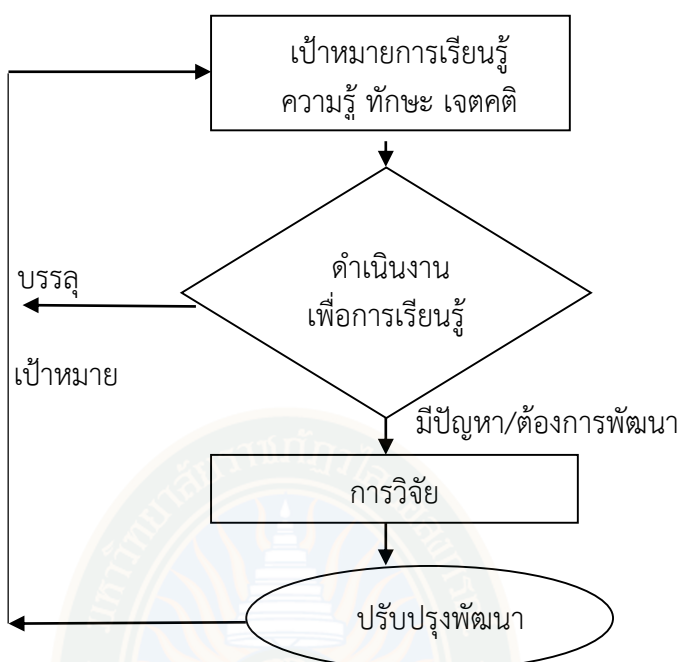 เป้าหมายการเรียนรู้
ความรู้ ทักษะ เจตคติ
ดำเนินงาน
เพื่อการเรียนรู้
บรรลุ
เป้าหมาย
มีปัญหา/ต้องการพัฒนา
การวิจัย
ปรับปรุงพัฒนา